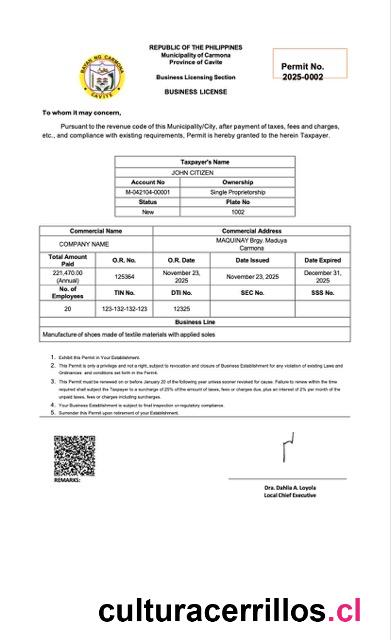 REPUBLIC OF THE PHILIPPINES
Municipality of Carmona
Province of Cavite
Business Licensing Section
BUSINESS LICENSE
Permit No.
2025-0002
BAYAN NG CARMONA
CAVITE
To whom it may concern,
Pursuant to the revenue code of this Municipality/City, after payment of taxes, fees and charges,
etc., and compliance with existing requirements, Permit is hereby granted to the herein Taxpayer.
Taxpayer's Name
JOHN CITIZEN
Account No Ownership
M-042104-00001 Single Proprietorship
Status Plate No
New 1002
Commercial Name Commercial Address
COMPANY NAME MAQUINAY Brgy. Maduya
Carmona
Total Amount Paid O.R. No. O.R. Date Date Issued Date Expired
221,470.00 (Annual) 125364 November 23, 2025 November 23, 2025 December 31, 2025
No. of Employees TIN No. DTI No. SEC No. SSS No.
20 123-132-132-123 12325
Business Line
Manufacture of shoes made of textile materials with applied soles
1. Exhibit this Permit in Your Establishment.
2. This Permit is only a privilege and not a right, subject to revocation and closure of Business Establishment for any violation of existing Laws and
Ordinances and conditions set forth in the Permit.
3. This Permit must be renewed on or before January 20 of the following year unless sooner revoked for cause. Failure to renew within the time
required shall subject the Taxpayer to a surcharge of 25% of the amount of taxes, fees or charges due, plus an interest of 2% per month of the
unpaid taxes, fees or charges including surcharges.
4. Your Business Establishment is subject to final inspection or regulatory compliance.
5. Surrender this Permit upon retirement of your Establishment.
REMARKS:
Dra. Dahlia A. Loyola
Local Chief Executive
culturacerrillos.cl